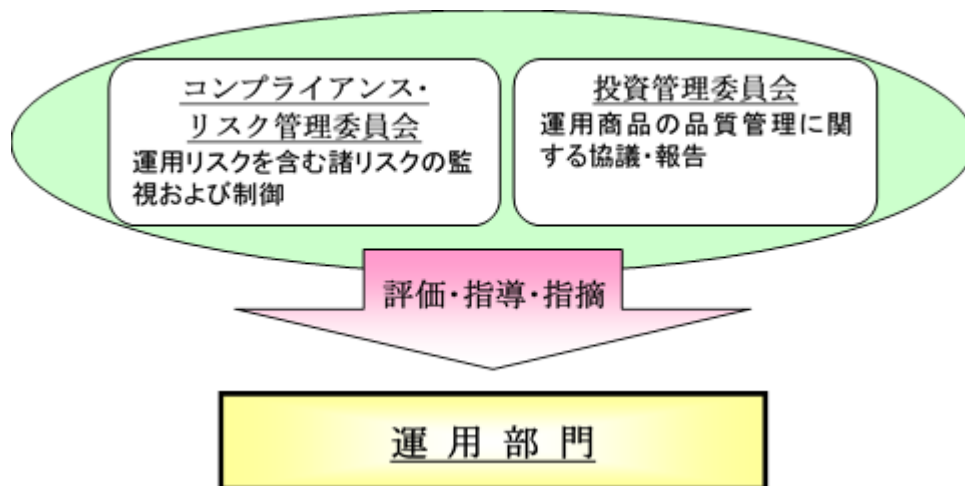 コンプライアンス・
リスク管理委員会
運用リスクを含む諸リスクの監
視および制御
投資管理委員会
運用商品の品質管理に関
する協議・報告
評価・指導・指摘
運用部門